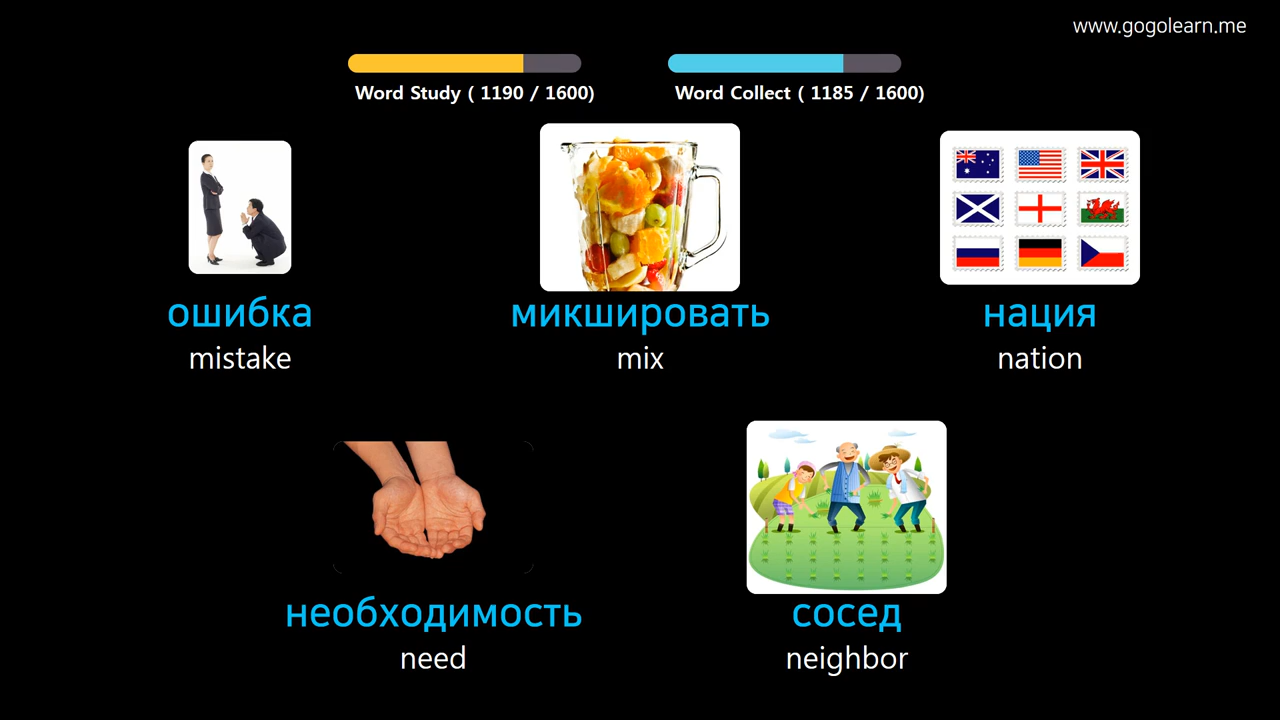 www.gogolearn.me
Word Study ( 1190 / 1600)
Word Collect ( 1185 / 1600)
ошибка
mistake
микшировать
mix
нация
nation
необходимость
need
сосед
neighbor